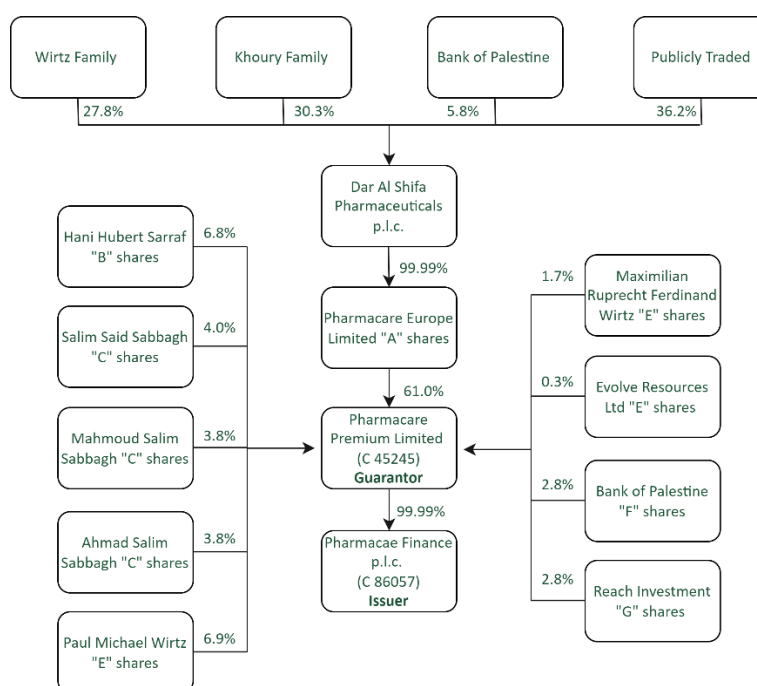 Wirtz Family
Khoury Family
Bank of Palestine
Publicly Traded
27.8%
30.3%
5.8%
36.2%
Dar Al Shifa
Pharmaceuticals
p.l.c.
99.99%
Pharmacare Europe
Limited "A" shares
61.0%
Pharmacare
Premium Limited
(C 45245)
Guarantor
99.99%
Pharmacae Finance
p.l.c.
(C 86057)
Issuer
Hani Hubert Sarraf
"B" shares
6.8%
Salim Said Sabbagh
"C" shares
4.0%
Mahmoud Salim
Sabbagh "C" shares
3.8%
Ahmad Salim
Sabbagh "C" shares
3.8%
Paul Michael Wirtz
"E" shares
6.9%
1.7%
Maximilian
Ruprecht Ferdinand
Wirtz "E" shares
0.3%
Evolve Resources
Ltd "E" shares
2.8%
Bank of Palestine
"F" shares
2.8%
Reach Investment
"G" shares